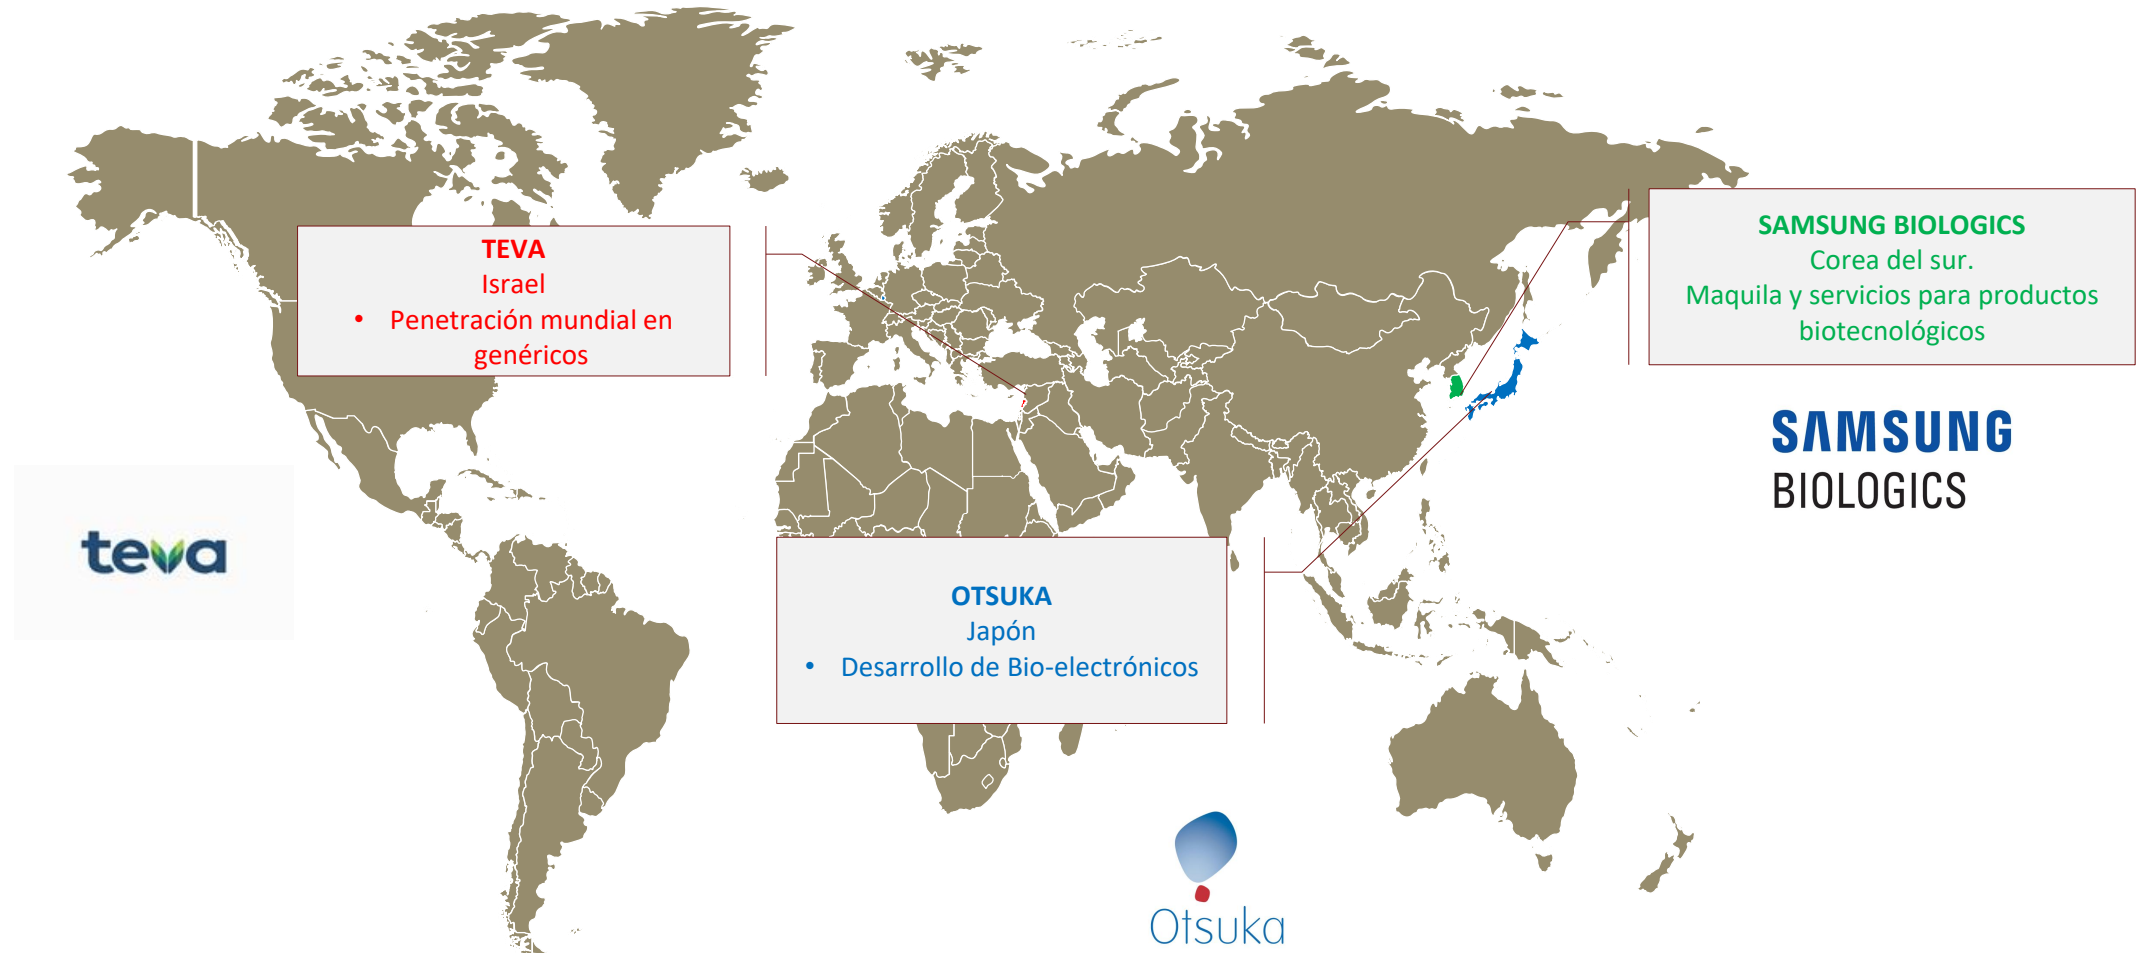 TEVA
Israel
• Penetración mundial en
genéricos
SAMSUNG BIOLOGICS
Corea del sur.
Maquila y servicios para productos
biotecnológicos
SAMSUNG
BIOLOGICS
teva
OTSUKA
Japón
• Desarrollo de Bio-electrónicos
Otsuka